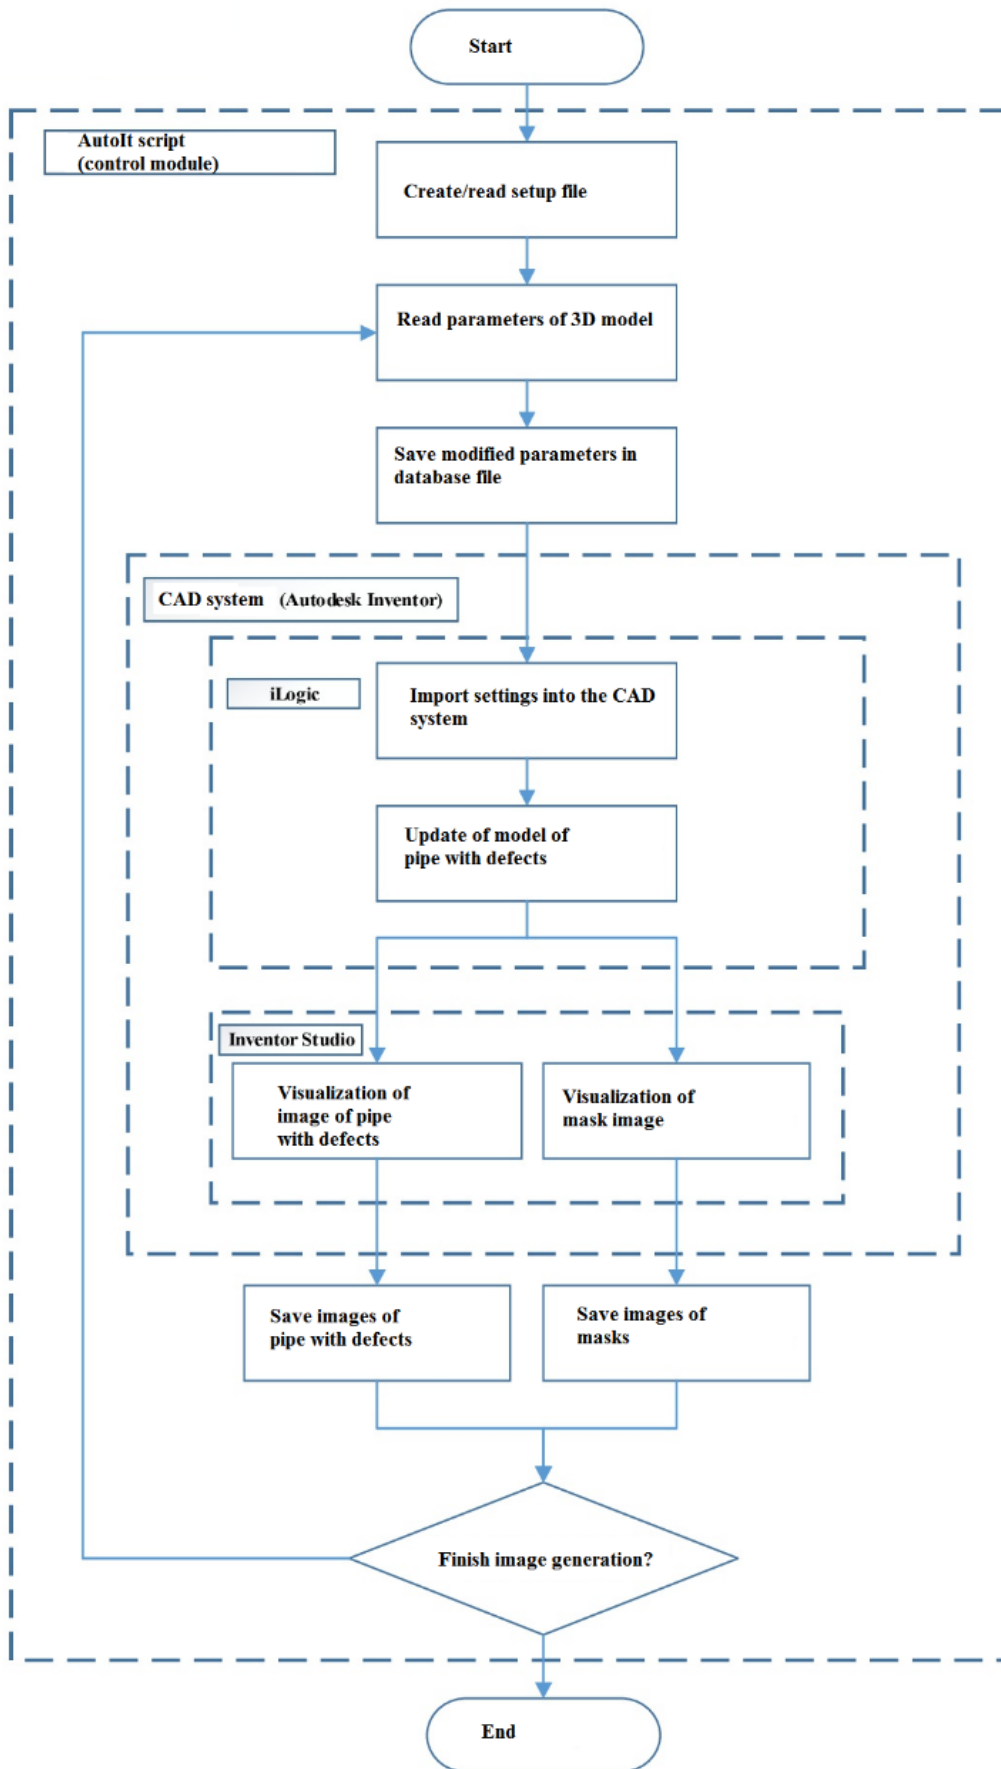 Start
AutoIt script
(control module)
Create/read setup file
Read parameters of 3D model
Save modified parameters in
database file
CAD system (Autodesk Inventor)
iLogic
Import settings into the CAD
system
Update of model of
pipe with defects
Inventor Studio
Visualization of
image of pipe
with defects
Visualization of
mask image
Save images of
pipe with defects
Save images of
masks
Finish image generation?
End